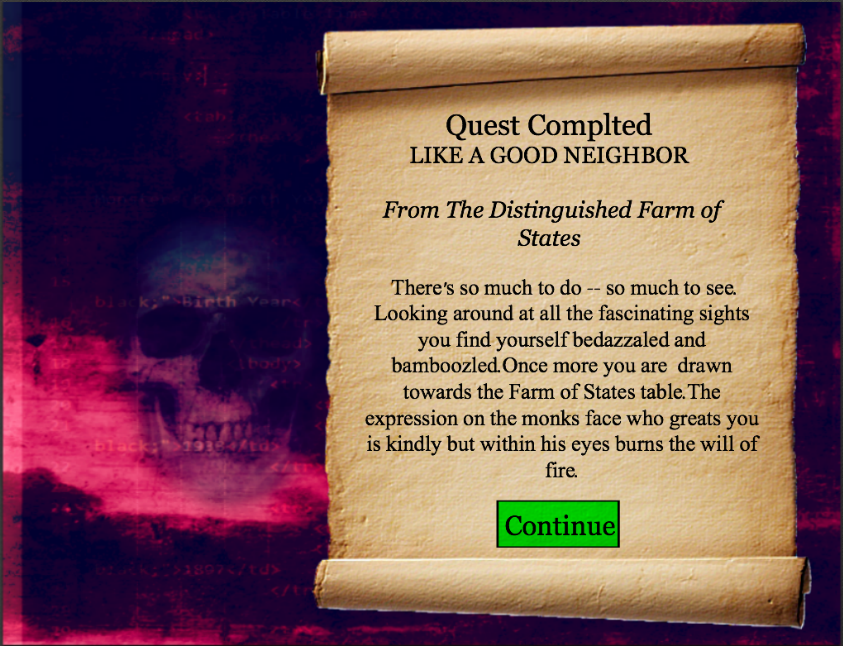 Quest Complted
LIKE A GOOD NEIGHBOR
From The Distinguished Farm of
States
There's so much to do -- so much to see.
Looking around at all the fascinating sights
you find yourself bedazzaled and
bamboozled.Once more you are  drawn
towards the Farm of States table.The
expression on the monks face who greats you
is kindly but within his eyes burns the will of
fire.
Continue
black;">Birth Year<